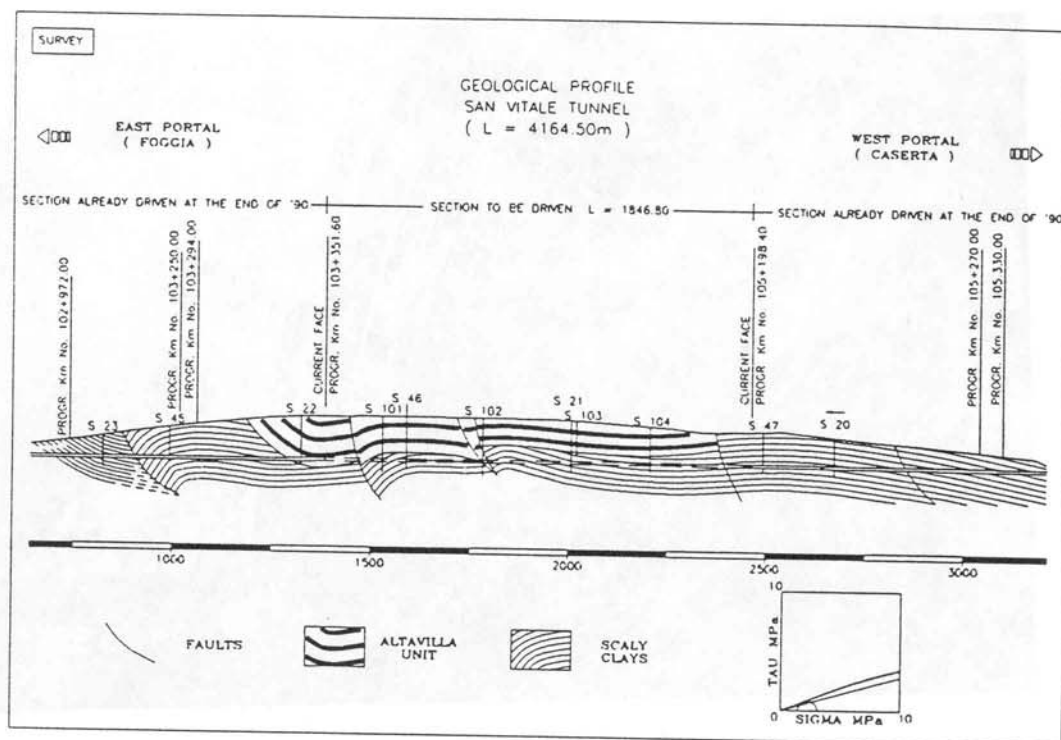 SURVEY
GEOLOGICAL PROFILE
SAN VITALE TUNNEL
( L = 4164.50m )
EAST PORTAL
( FOGGIA )
WEST PORTAL
( CASERTA )
SECTION ALREADY DRIVEN AT THE END OF '90
SECTION TO BE DRIVEN L = 1846.80
SECTION ALREADY DRIVEN AT THE END OF '90
PROGR Km No. 102+972.00
PROGR Km No. 103+250.00
PROGR. Km No. 103+294.00
CURRENT FACE
PROGR. Km No. 103+351.60
CURRENT FACE
PROGR Km No. 105+198.40
PROGR Km No. 105+270.00
PROGR Km No. 105 330.00
S 23
S 45
S 22
S 101
S 46
S 102
S 21
S 103
S 104
S 47
S 20
1000
1500
2000
2500
3000
FAULTS
ALTAVILLA
UNIT
SCALY
CLAYS
10
TAU MPa
0
SIGMA MPa
10